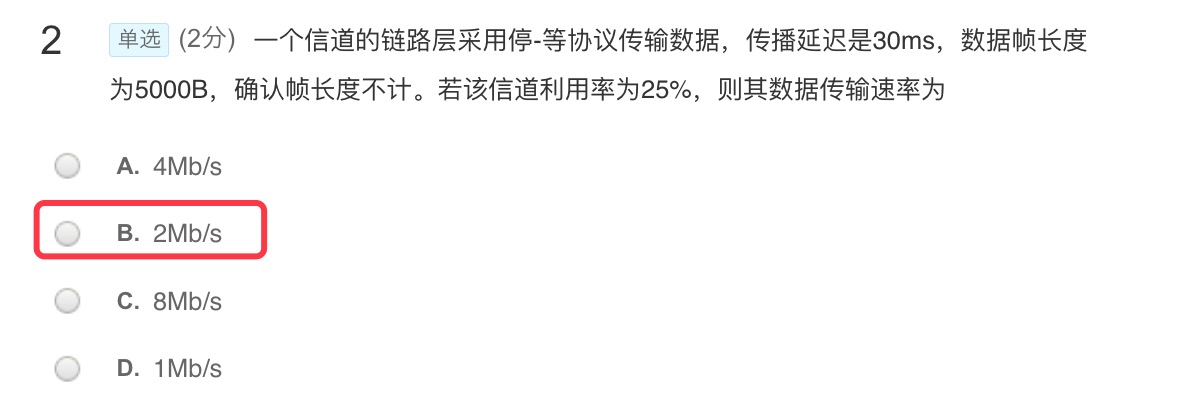 2 单选 (2分) 一个信道的链路层采用停-等协议传输数据，传播延迟是30ms，数据帧长度
为5000B，确认帧长度不计。若该信道利用率为25%，则其数据传输速率为
A. 4Mb/s
B. 2Mb/s
C. 8Mb/s
D. 1Mb/s